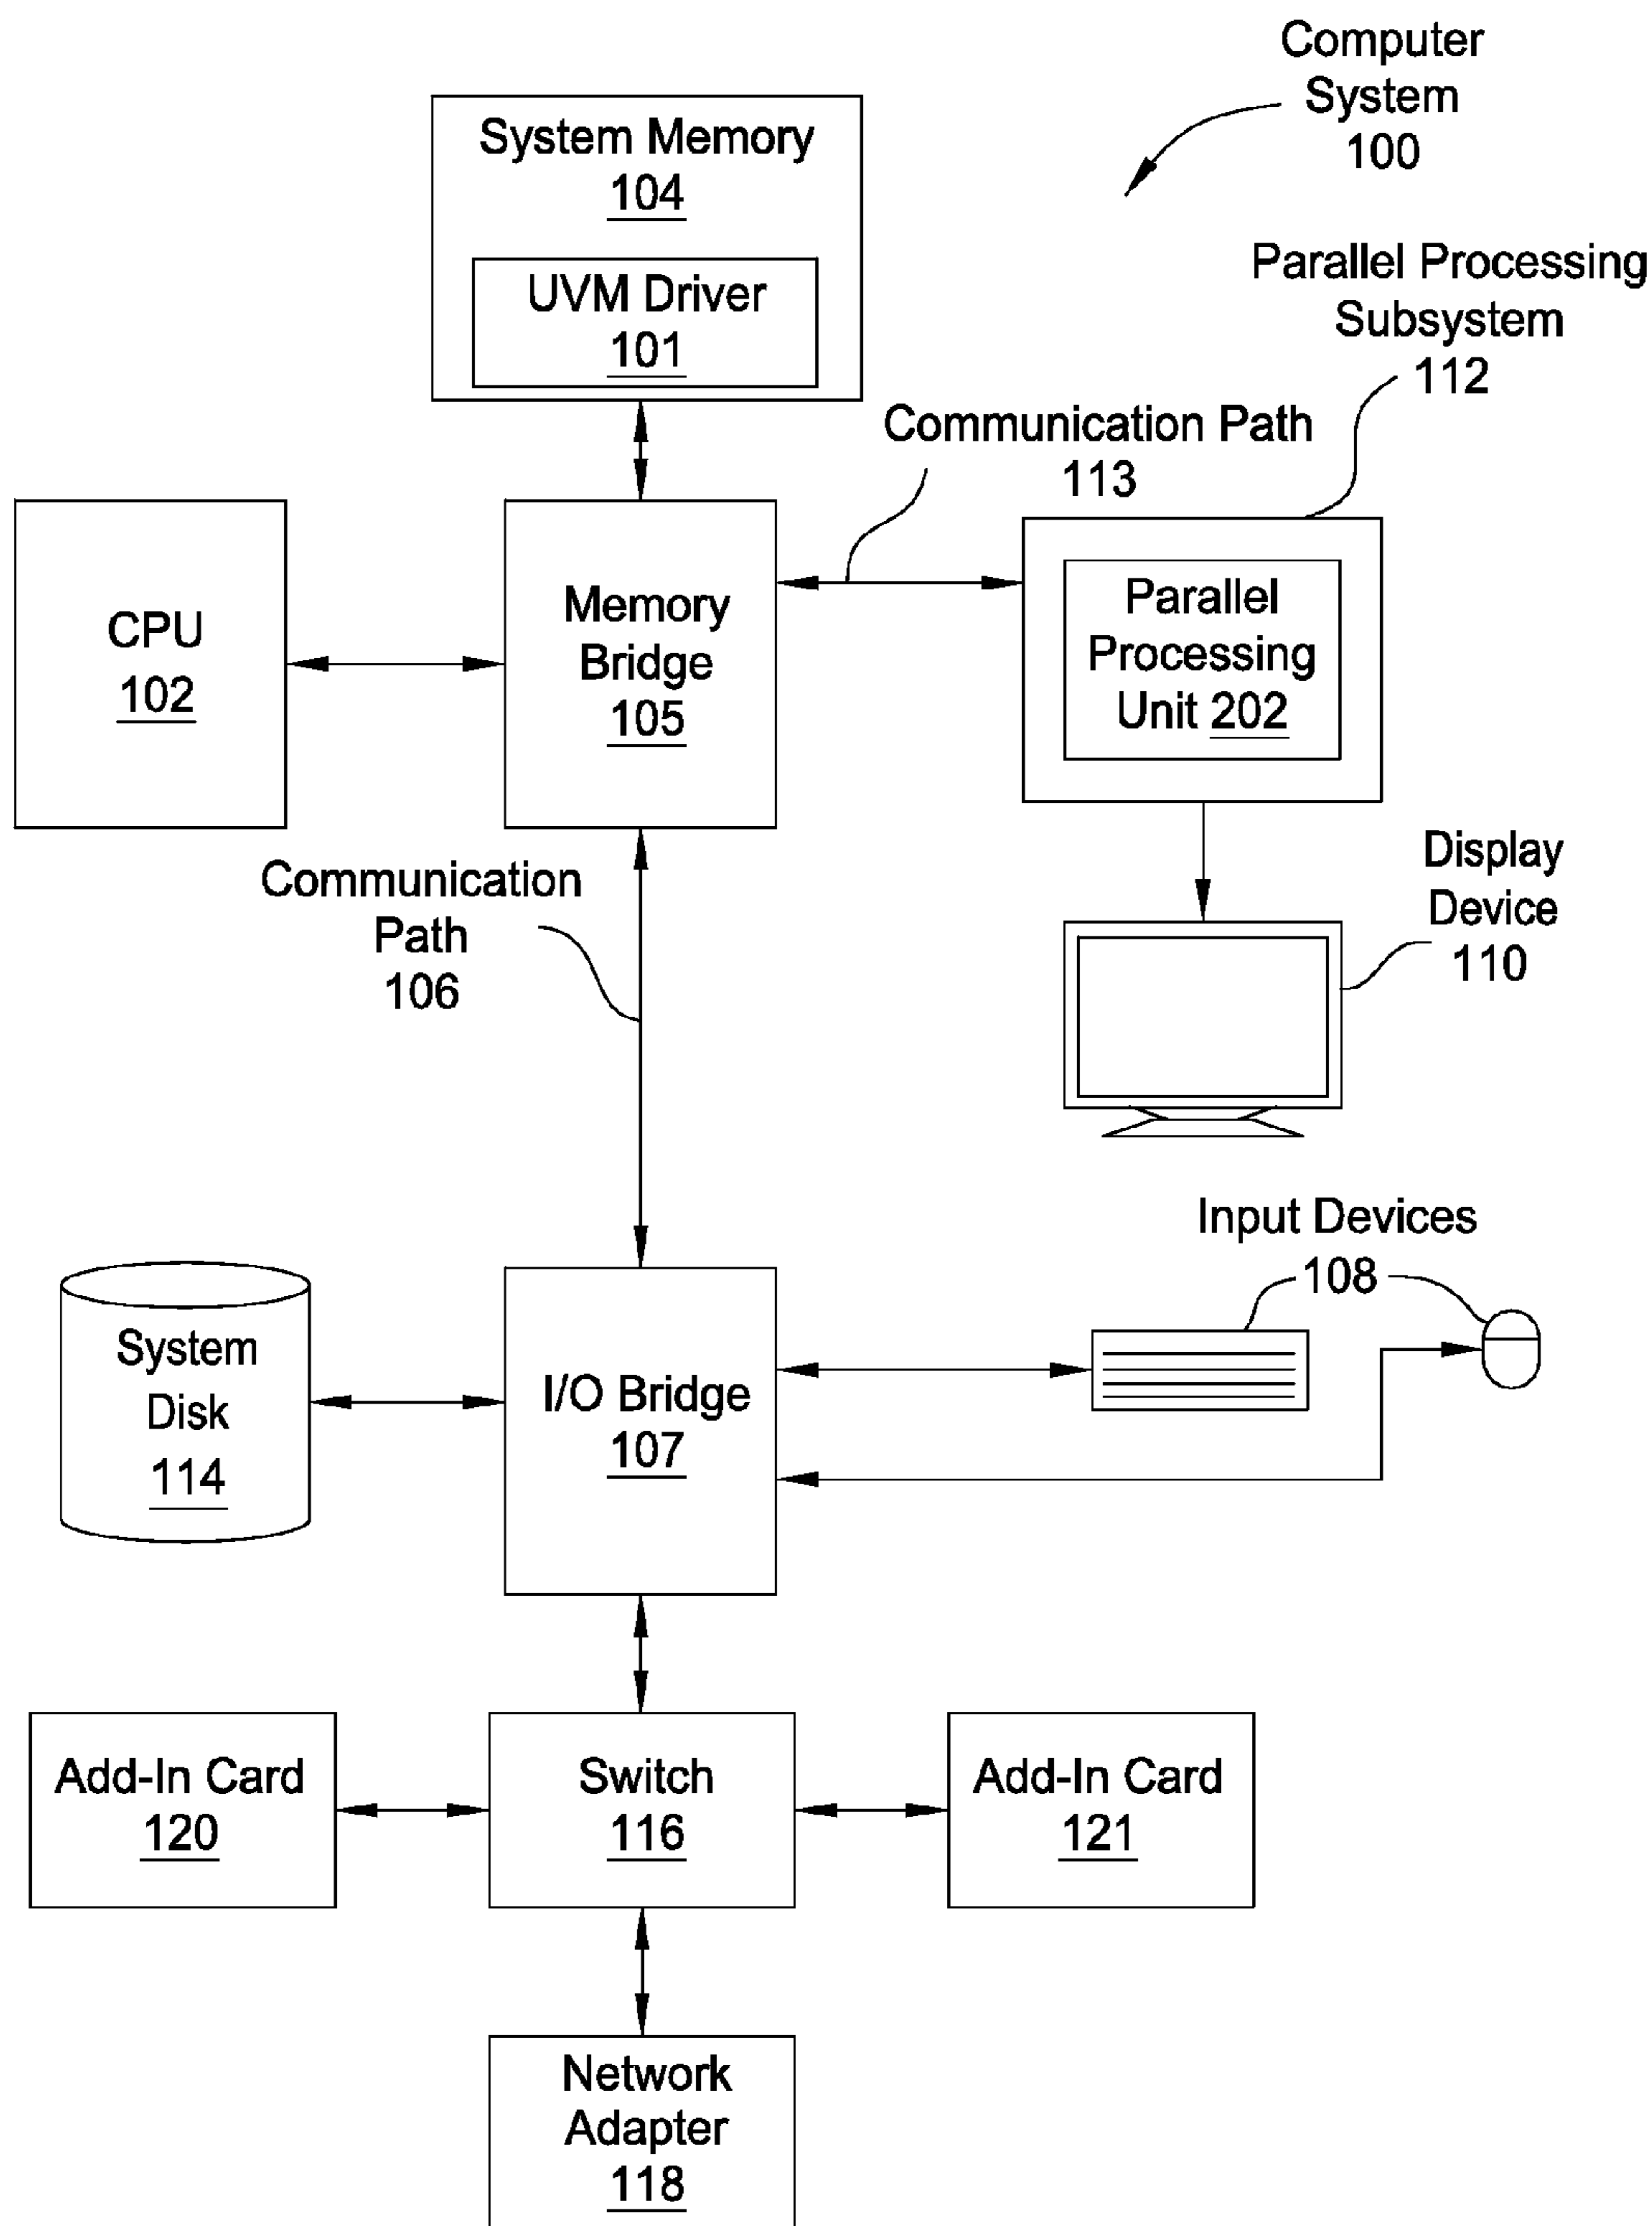 Computer
System
100
System Memory
104
UVM Driver
101
Parallel Processing
Subsystem
112
Communication Path
113
CPU
102
Memory
Bridge
105
Parallel
Processing
Unit 202
Communication
Path
106
Display
Device
110
Input Devices
108
System
Disk
114
I/O Bridge
107
Add-In Card
120
Switch
116
Add-In Card
121
Network
Adapter
118